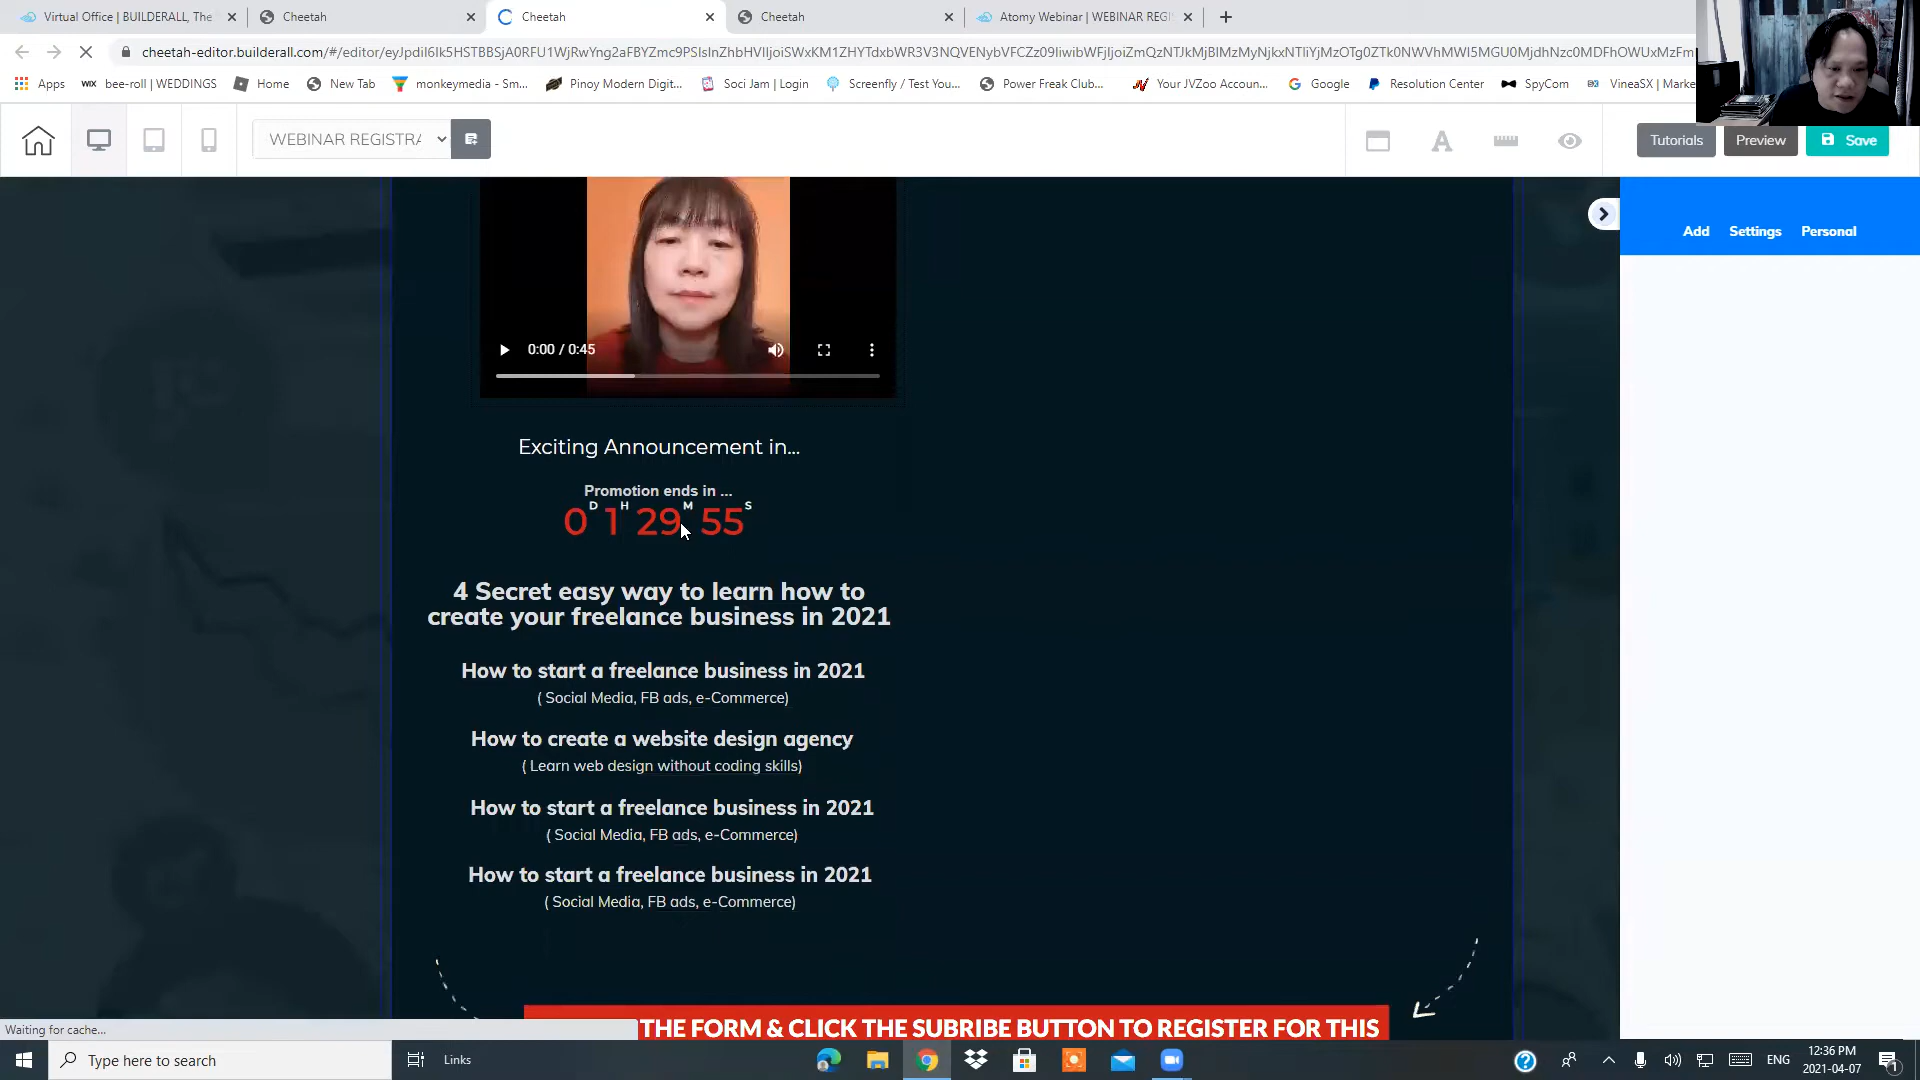 Virtual Office | BUILDERALL, The
Cheetah
Cheetah
Cheetah
Atomy Webinar | WEBINAR REGI
Apps
WIX bee-roll | WEDDINGS
Home
New Tab
monkeymedia - Sm...
Pinoy Modern Digit...
Soci Jam | Login
Screenfly / Test You...
Power Freak Club...
Your JVZoo Accoun...
Google
Resolution Center
SpyCom
VineaSX | Marke
WEBINAR REGISTRA
Tutorials
Preview
Save
Add
Settings
Personal
0:00 / 0:45
Exciting Announcement in...
Promotion ends in ...
0 D 1 H 29 M 55 S
4 Secret easy way to learn how to
create your freelance business in 2021
How to start a freelance business in 2021
( Social Media, FB ads, e-Commerce)
How to create a website design agency
( Learn web design without coding skills)
How to start a freelance business in 2021
( Social Media, FB ads, e-Commerce)
How to start a freelance business in 2021
( Social Media, FB ads, e-Commerce)
THE FORM & CLICK THE SUBRIBE BUTTON TO REGISTER FOR THIS
Waiting for cache...
Type here to search
Links
ENG
12:36 PM
2021-04-07
1